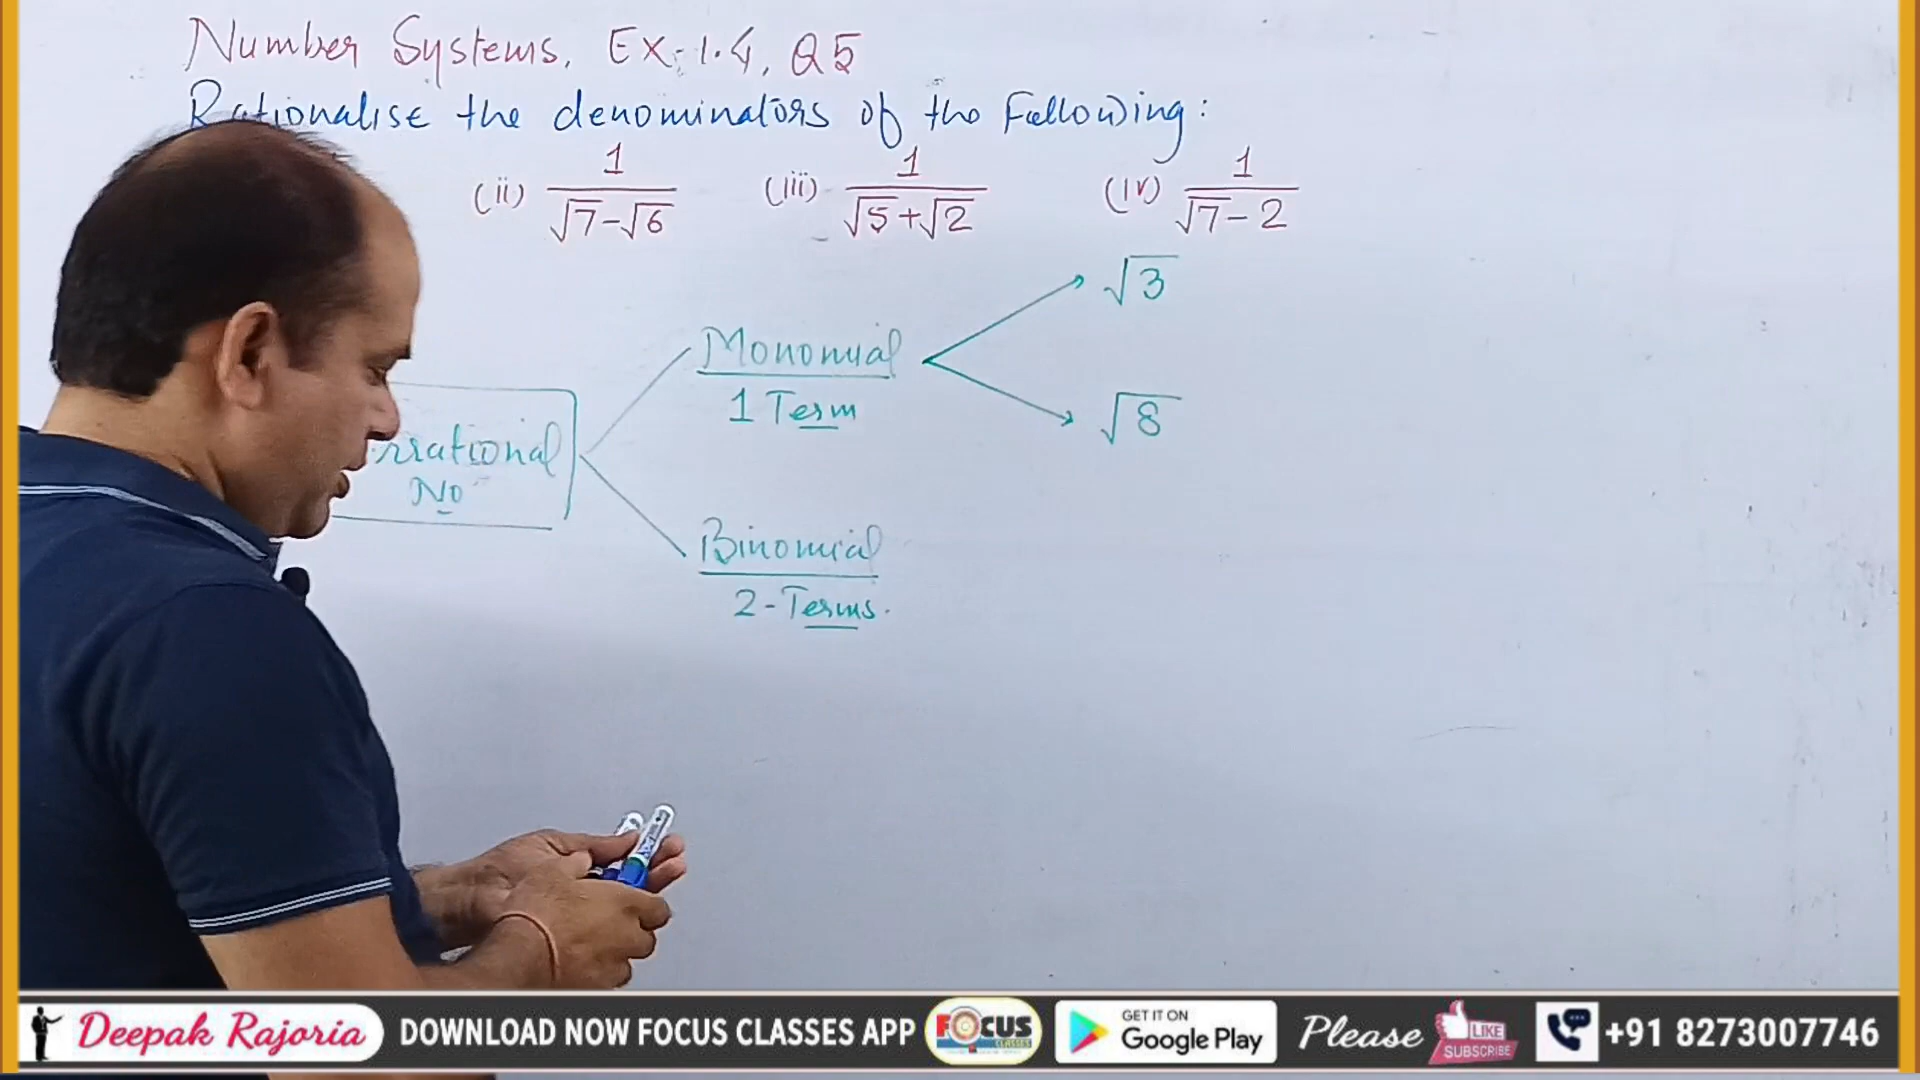 Number Systems, Ex-1.4, Q5
Rationalise the denominators of the Following:
(ii) 1/(√7-√6) (iii) 1/(√5+√2) (iv) 1/(√7-2)
√3
Monomial
1 Term
√8
rrational
No
Binomial
2-Terms.
Deepak Rajoria DOWNLOAD NOW FOCUS CLASSES APP FOCUS CLASSES GET IT ON Google Play Please LIKE SUBSCRIBE +91 8273007746